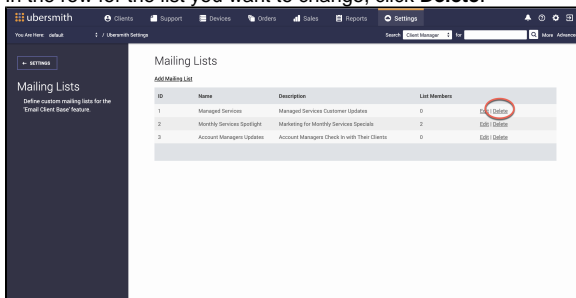 In the row for the list you want to change, click Delete.
ubersmith Clients Support Devices Orders Sales Reports Settings
You Are Here: default / Ubersmith Settings Search Client Manager for More Advanced
← SETTINGS
Mailing Lists
Define custom mailing lists for the
'Email Client Base' feature.
Mailing Lists
Add Mailing List
ID Name Description List Members
1 Managed Services Managed Services Customer Updates 0 Edit | Delete
2 Monthly Services Spotlight Marketing for Monthly Services Specials 2 Edit | Delete
3 Account Managers Updates Account Managers Check In with Their Clients 0 Edit | Delete